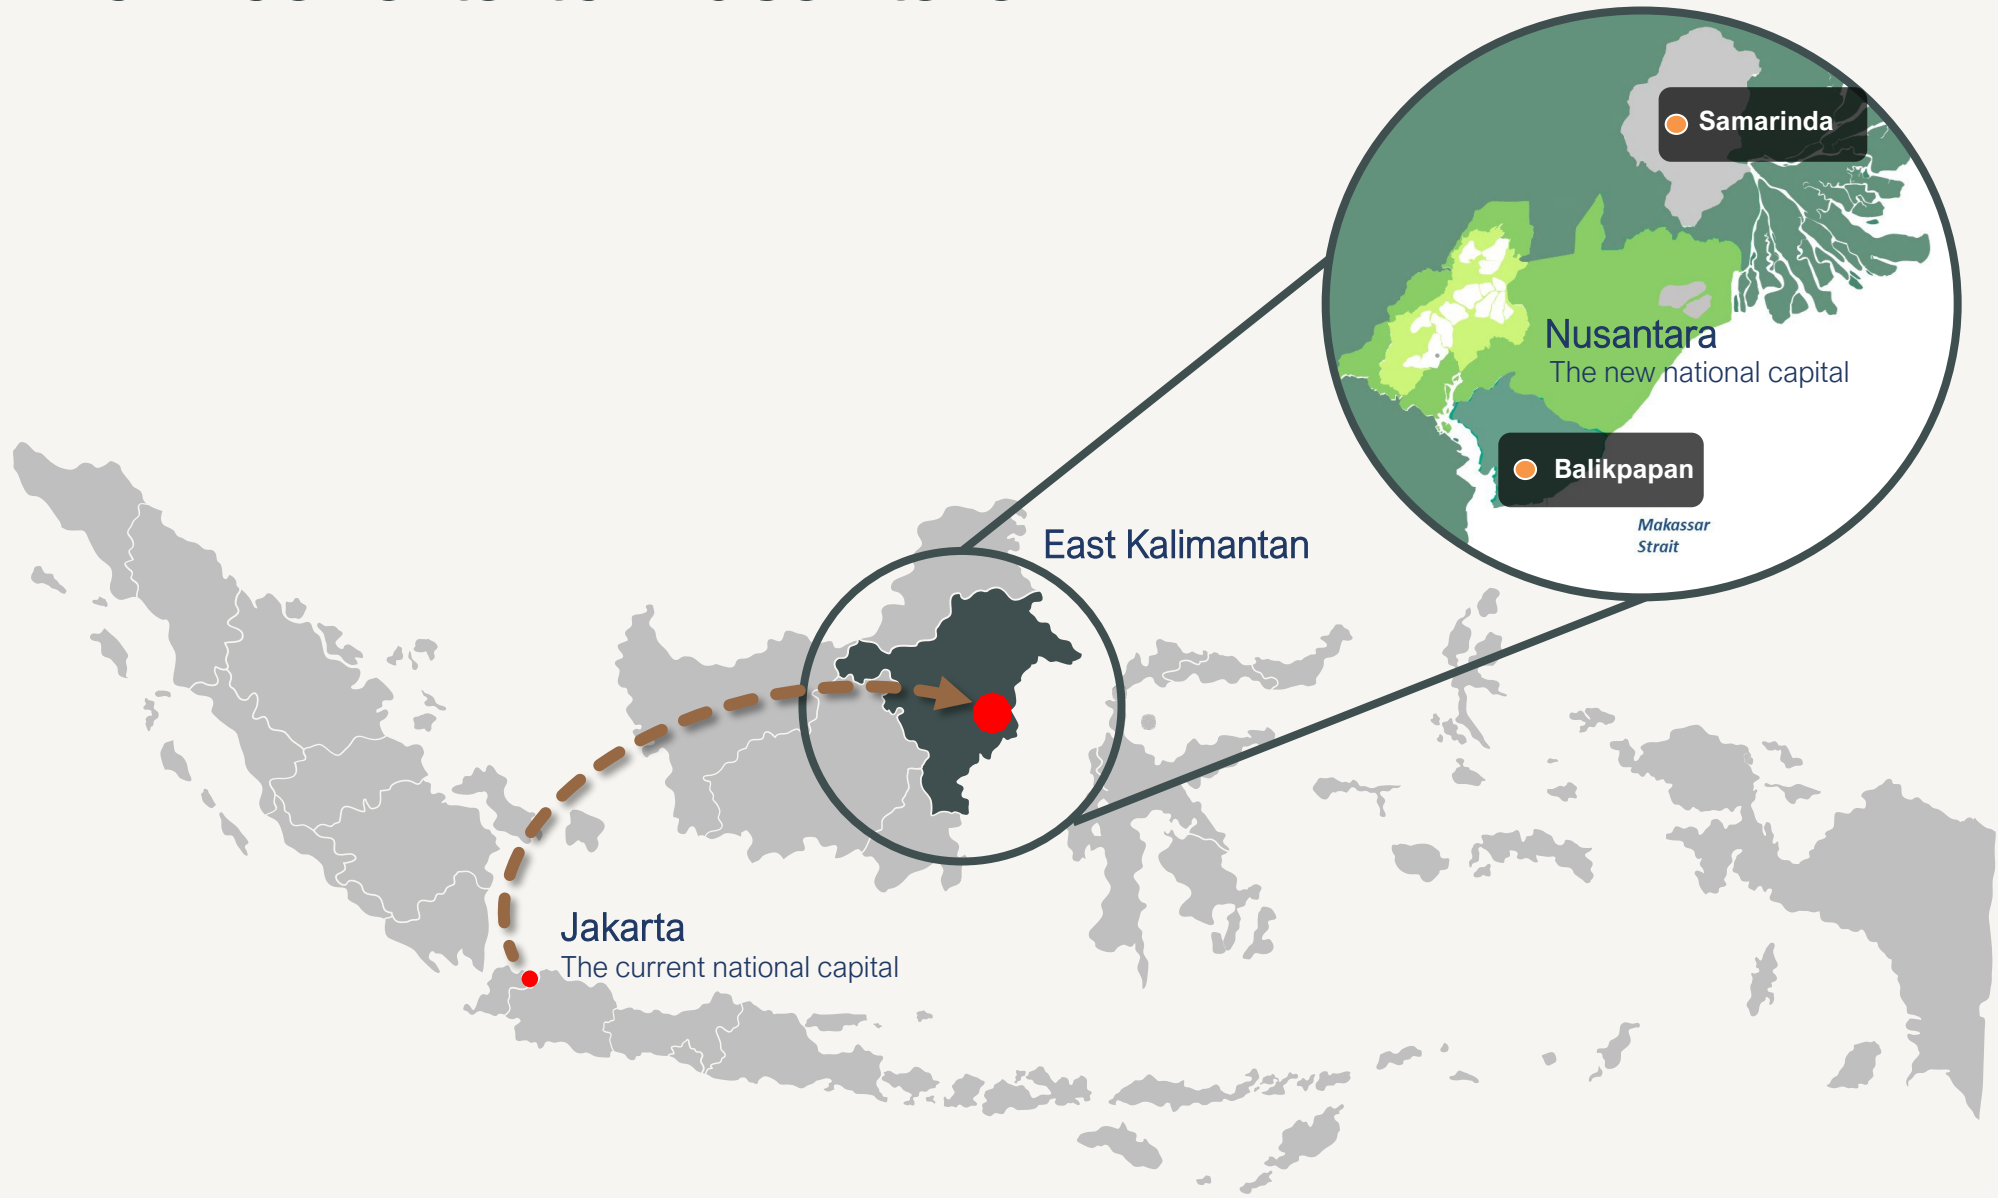 Samarinda
Nusantara
The new national capital
Balikpapan
Makassar
Strait
East Kalimantan
Jakarta
The current national capital